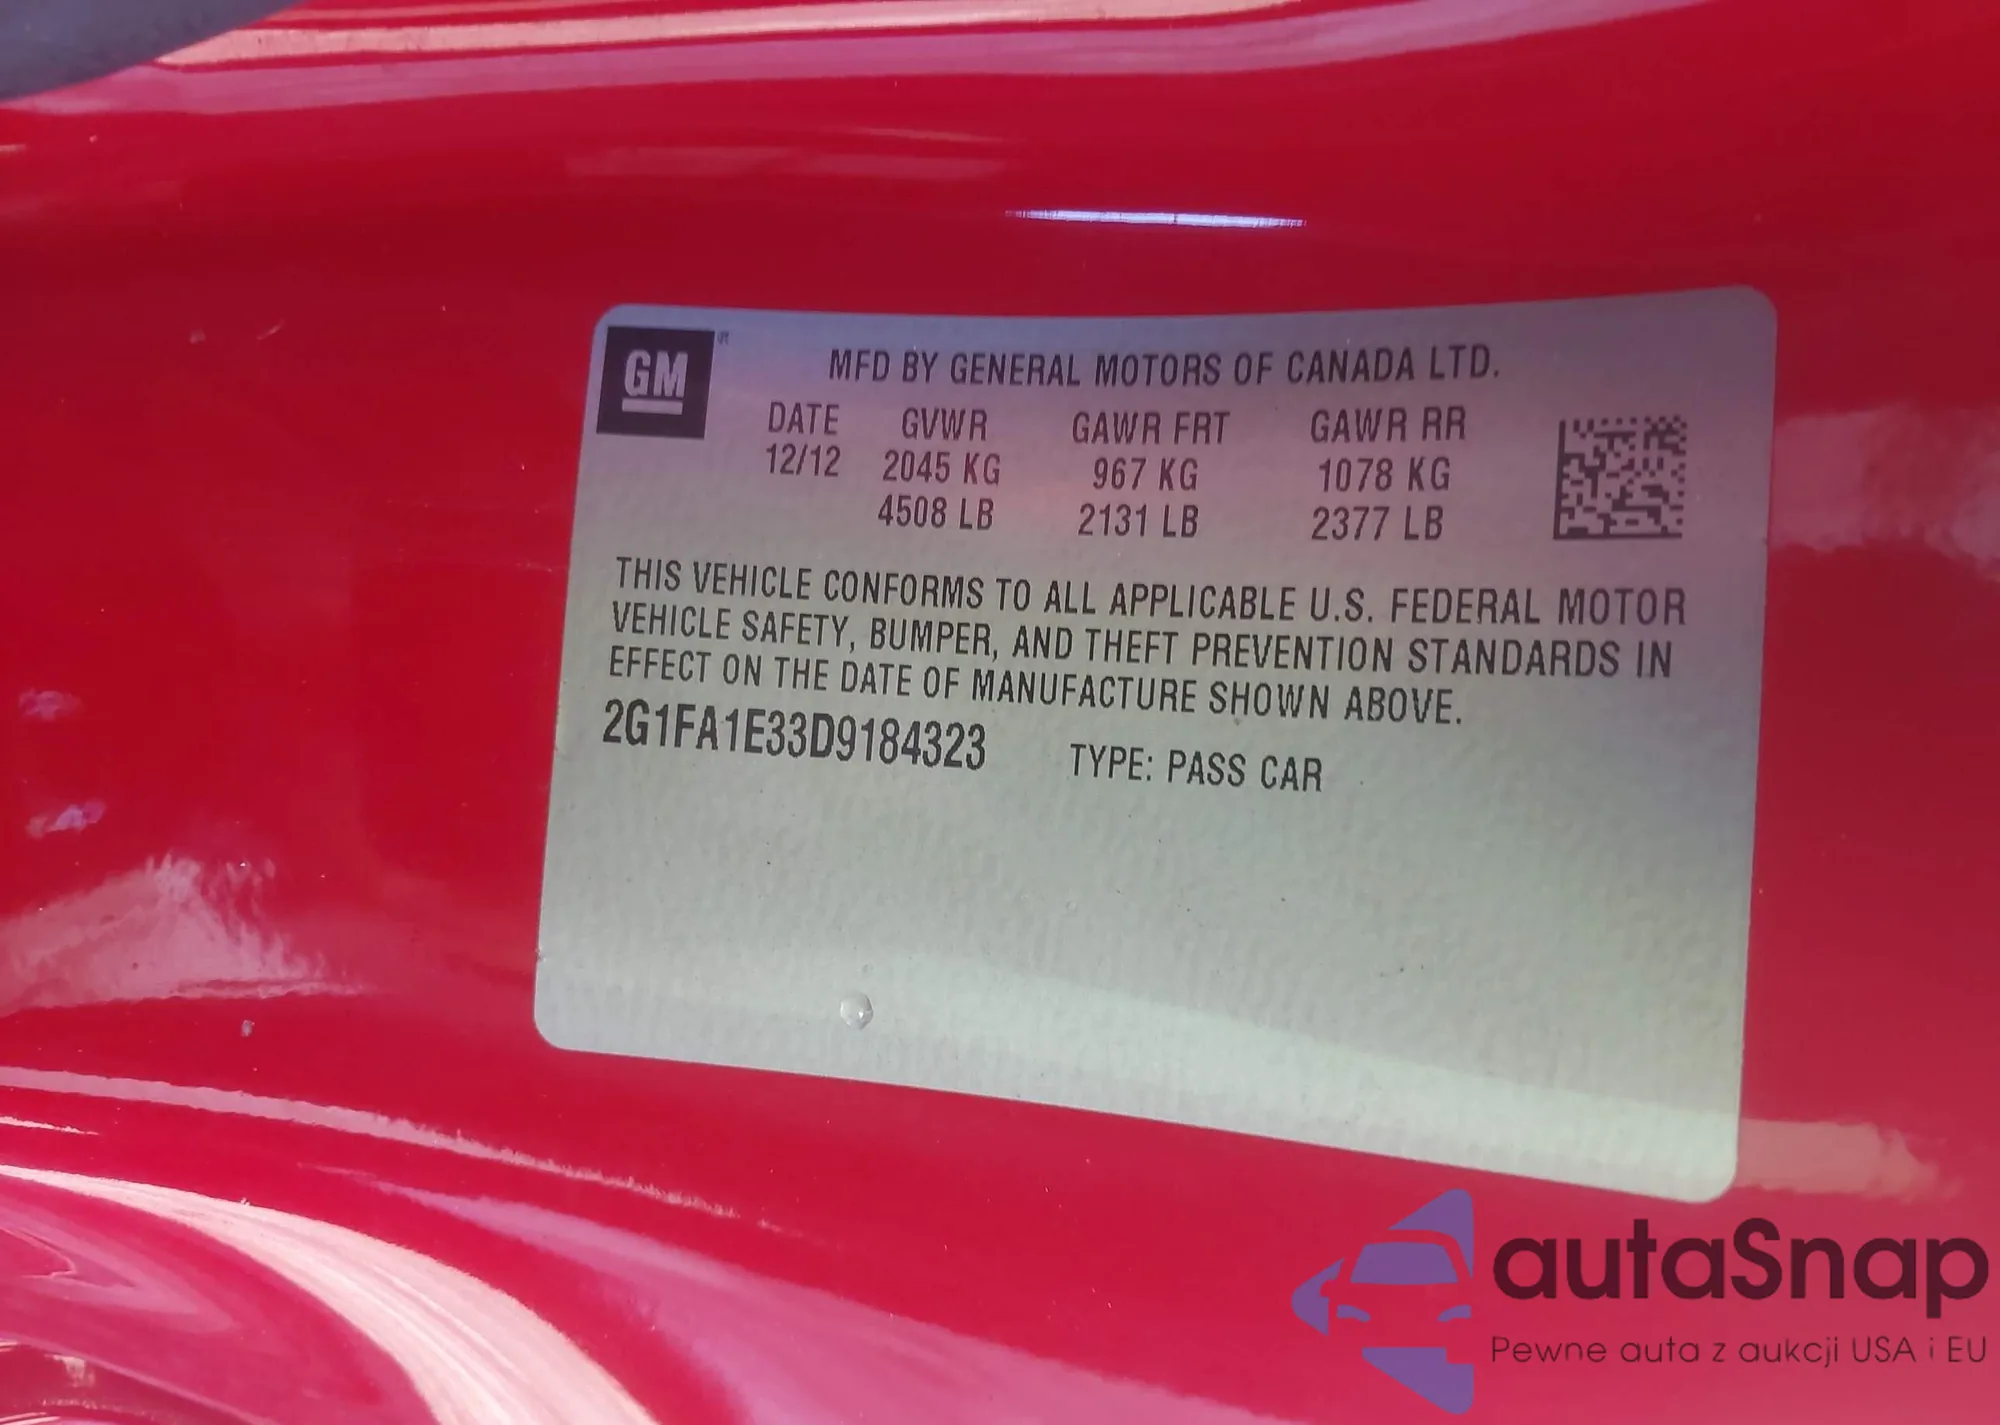 GM
MFD BY GENERAL MOTORS OF CANADA LTD.
DATE GVWR GAWR FRT GAWR RR
12/12 2045 KG 967 KG 1078 KG
4508 LB 2131 LB 2377 LB
THIS VEHICLE CONFORMS TO ALL APPLICABLE U.S. FEDERAL MOTOR
VEHICLE SAFETY, BUMPER, AND THEFT PREVENTION STANDARDS IN
EFFECT ON THE DATE OF MANUFACTURE SHOWN ABOVE.
2G1FA1E33D9184323 TYPE: PASS CAR
autaSnap
Pewne auta z aukcji USA i EU